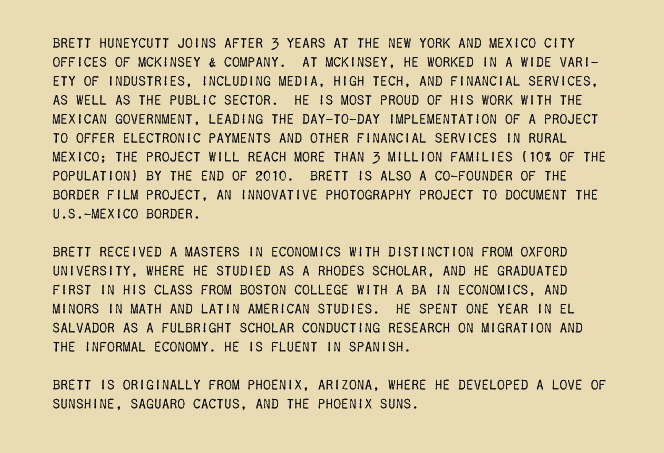 BRETT HUNEYCUTT JOINS AFTER 3 YEARS AT THE NEW YORK AND MEXICO CITY
OFFICES OF MCKINSEY & COMPANY.  AT MCKINSEY, HE WORKED IN A WIDE VARI-
ETY OF INDUSTRIES, INCLUDING MEDIA, HIGH TECH, AND FINANCIAL SERVICES,
AS WELL AS THE PUBLIC SECTOR.  HE IS MOST PROUD OF HIS WORK WITH THE
MEXICAN GOVERNMENT, LEADING THE DAY-TO-DAY IMPLEMENTATION OF A PROJECT
TO OFFER ELECTRONIC PAYMENTS AND OTHER FINANCIAL SERVICES IN RURAL
MEXICO; THE PROJECT WILL REACH MORE THAN 3 MILLION FAMILIES (10% OF THE
POPULATION) BY THE END OF 2010.  BRETT IS ALSO A CO-FOUNDER OF THE
BORDER FILM PROJECT, AN INNOVATIVE PHOTOGRAPHY PROJECT TO DOCUMENT THE
U.S.-MEXICO BORDER.

BRETT RECEIVED A MASTERS IN ECONOMICS WITH DISTINCTION FROM OXFORD
UNIVERSITY, WHERE HE STUDIED AS A RHODES SCHOLAR, AND HE GRADUATED
FIRST IN HIS CLASS FROM BOSTON COLLEGE WITH A BA IN ECONOMICS, AND
MINORS IN MATH AND LATIN AMERICAN STUDIES.  HE SPENT ONE YEAR IN EL
SALVADOR AS A FULBRIGHT SCHOLAR CONDUCTING RESEARCH ON MIGRATION AND
THE INFORMAL ECONOMY. HE IS FLUENT IN SPANISH.

BRETT IS ORIGINALLY FROM PHOENIX, ARIZONA, WHERE HE DEVELOPED A LOVE OF
SUNSHINE, SAGUARO CACTUS, AND THE PHOENIX SUNS.